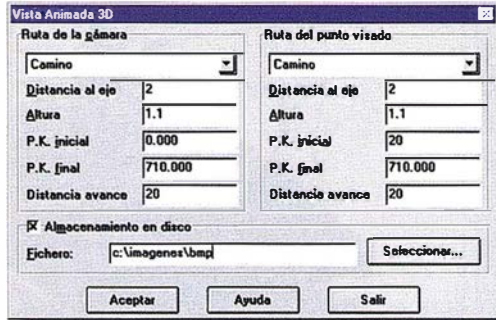 Vista Animada 3D
Ruta de la cámara
Camino
Distancia al eje 2
Altura 1.1
P.K. inicial 0.000
P.K. final 710.000
Distancia avance 20
Ruta del punto visado
Camino
Distancia al eje 2
Altura 1.1
P.K. inicial 20
P.K. final 710.000
Distancia avance 20
Almacenamiento en disco
Fichero: c:\imagenes\bmp
Seleccionar...
Aceptar Ayuda Salir